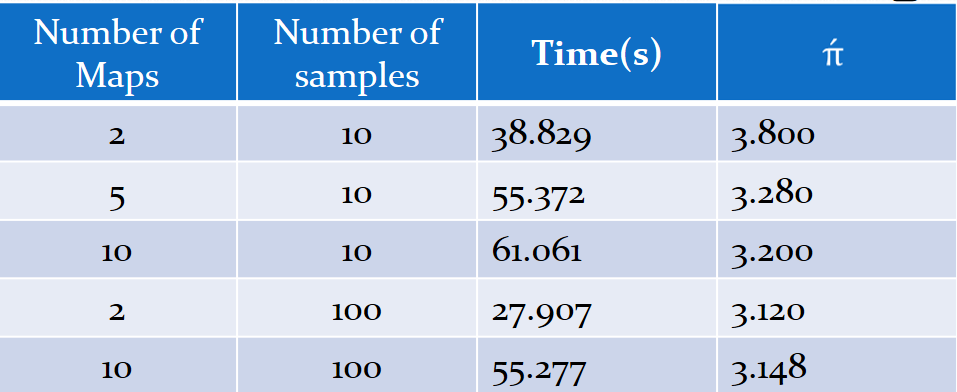 Number of Maps Number of samples Time(s) π́
2 10 38.829 3.800
5 10 55.372 3.280
10 10 61.061 3.200
2 100 27.907 3.120
10 100 55.277 3.148